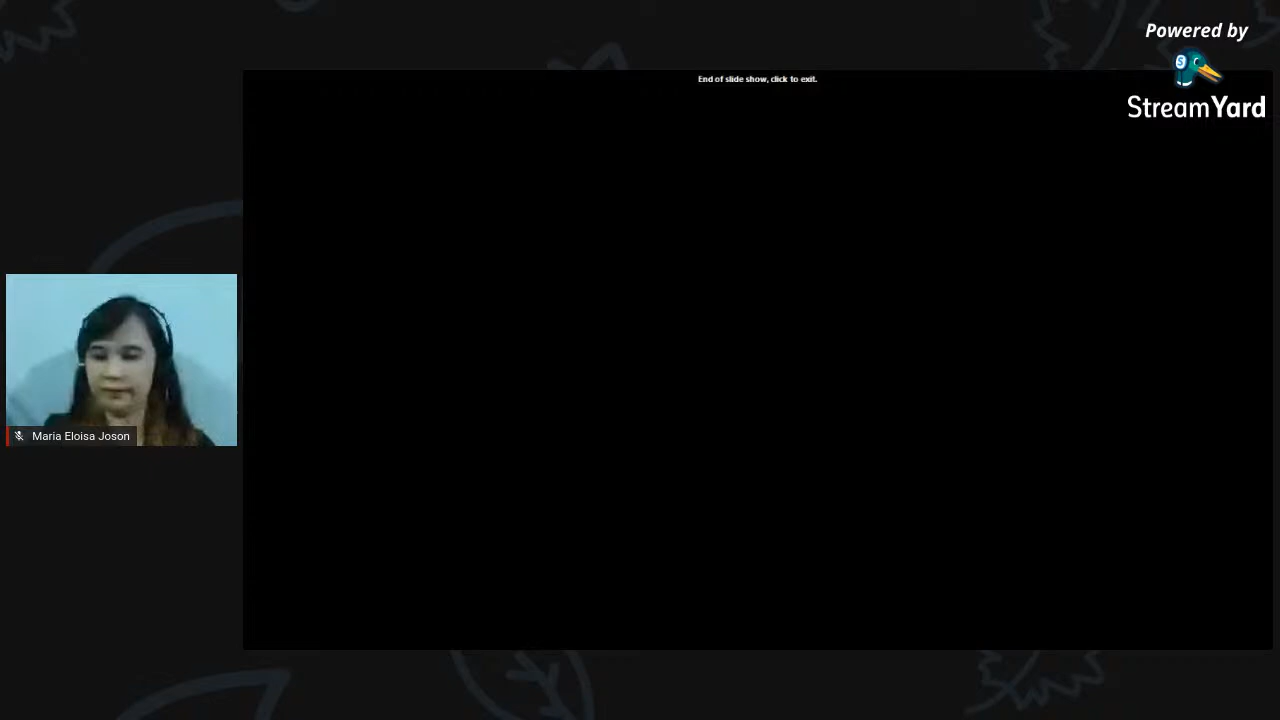 Powered by
StreamYard
End of slide show, click to exit.
Maria Eloisa Joson